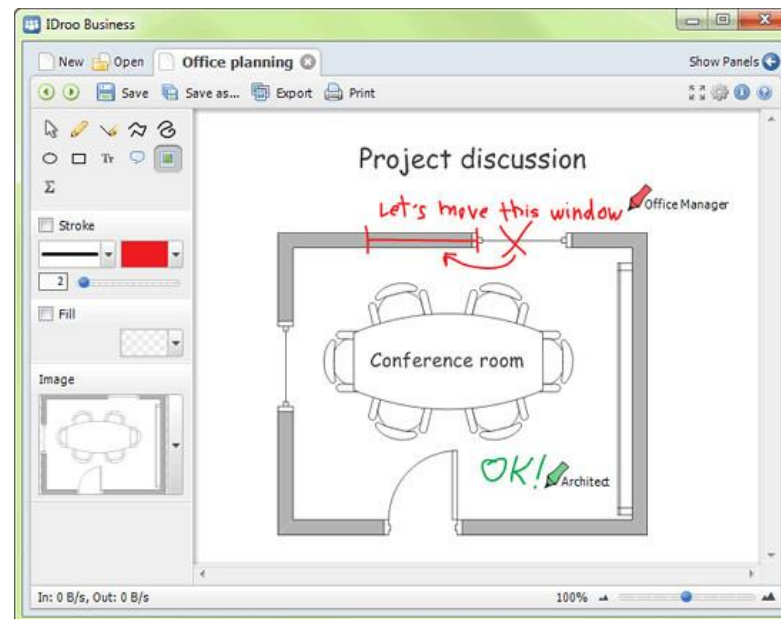 IDroo Business
New Open Office planning Show Panels
Save Save as... Export Print
Tr
Σ
Stroke
2
Fill
Image
Project discussion
Let's move this window
Office Manager
Conference room
OK!
Architect
In: 0 B/s, Out: 0 B/s 100%